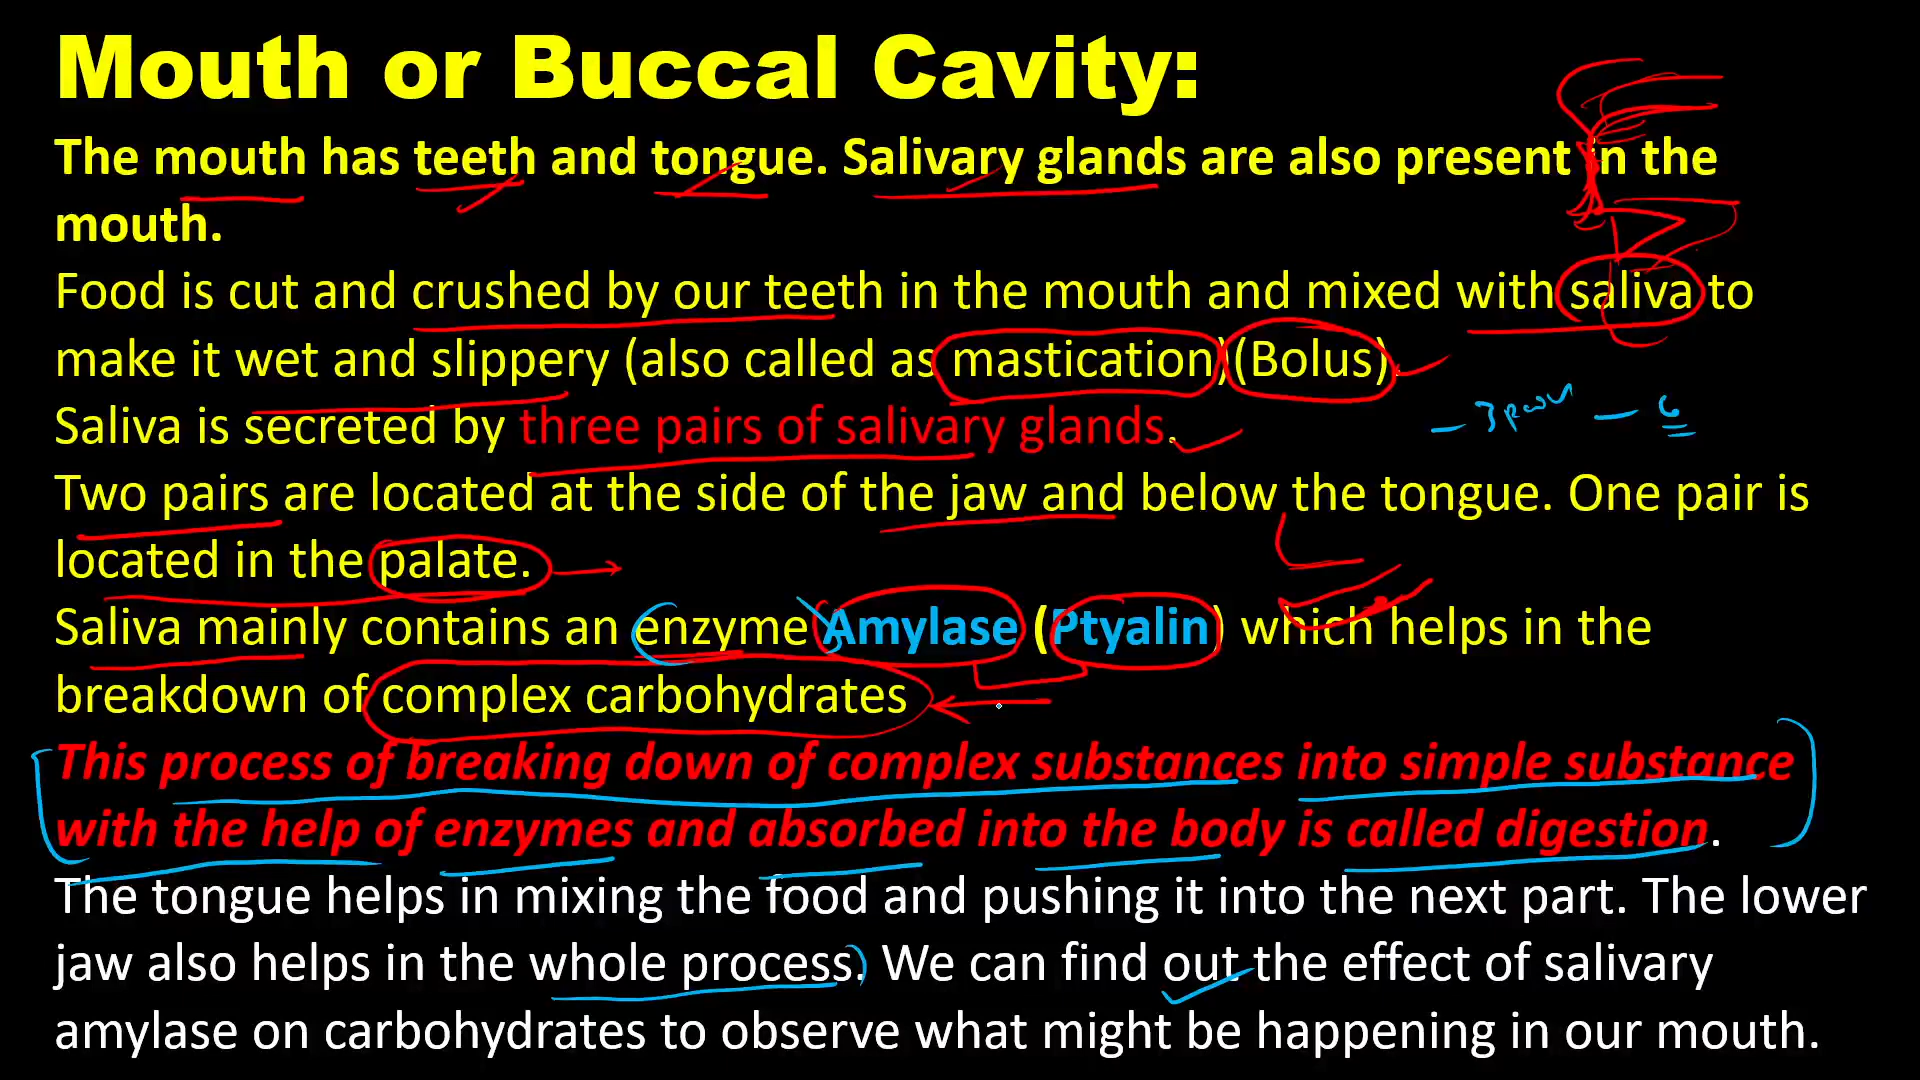 Mouth or Buccal Cavity:
The mouth has teeth and tongue. Salivary glands are also present in the
mouth.
Food is cut and crushed by our teeth in the mouth and mixed with saliva to
make it wet and slippery (also called as mastication)(Bolus).
Saliva is secreted by three pairs of salivary glands.
- 3 pair - 6
Two pairs are located at the side of the jaw and below the tongue. One pair is
located in the palate.
Saliva mainly contains an enzyme Amylase (Ptyalin) which helps in the
breakdown of complex carbohydrates
This process of breaking down of complex substances into simple substance
with the help of enzymes and absorbed into the body is called digestion.
The tongue helps in mixing the food and pushing it into the next part. The lower
jaw also helps in the whole process. We can find out the effect of salivary
amylase on carbohydrates to observe what might be happening in our mouth.